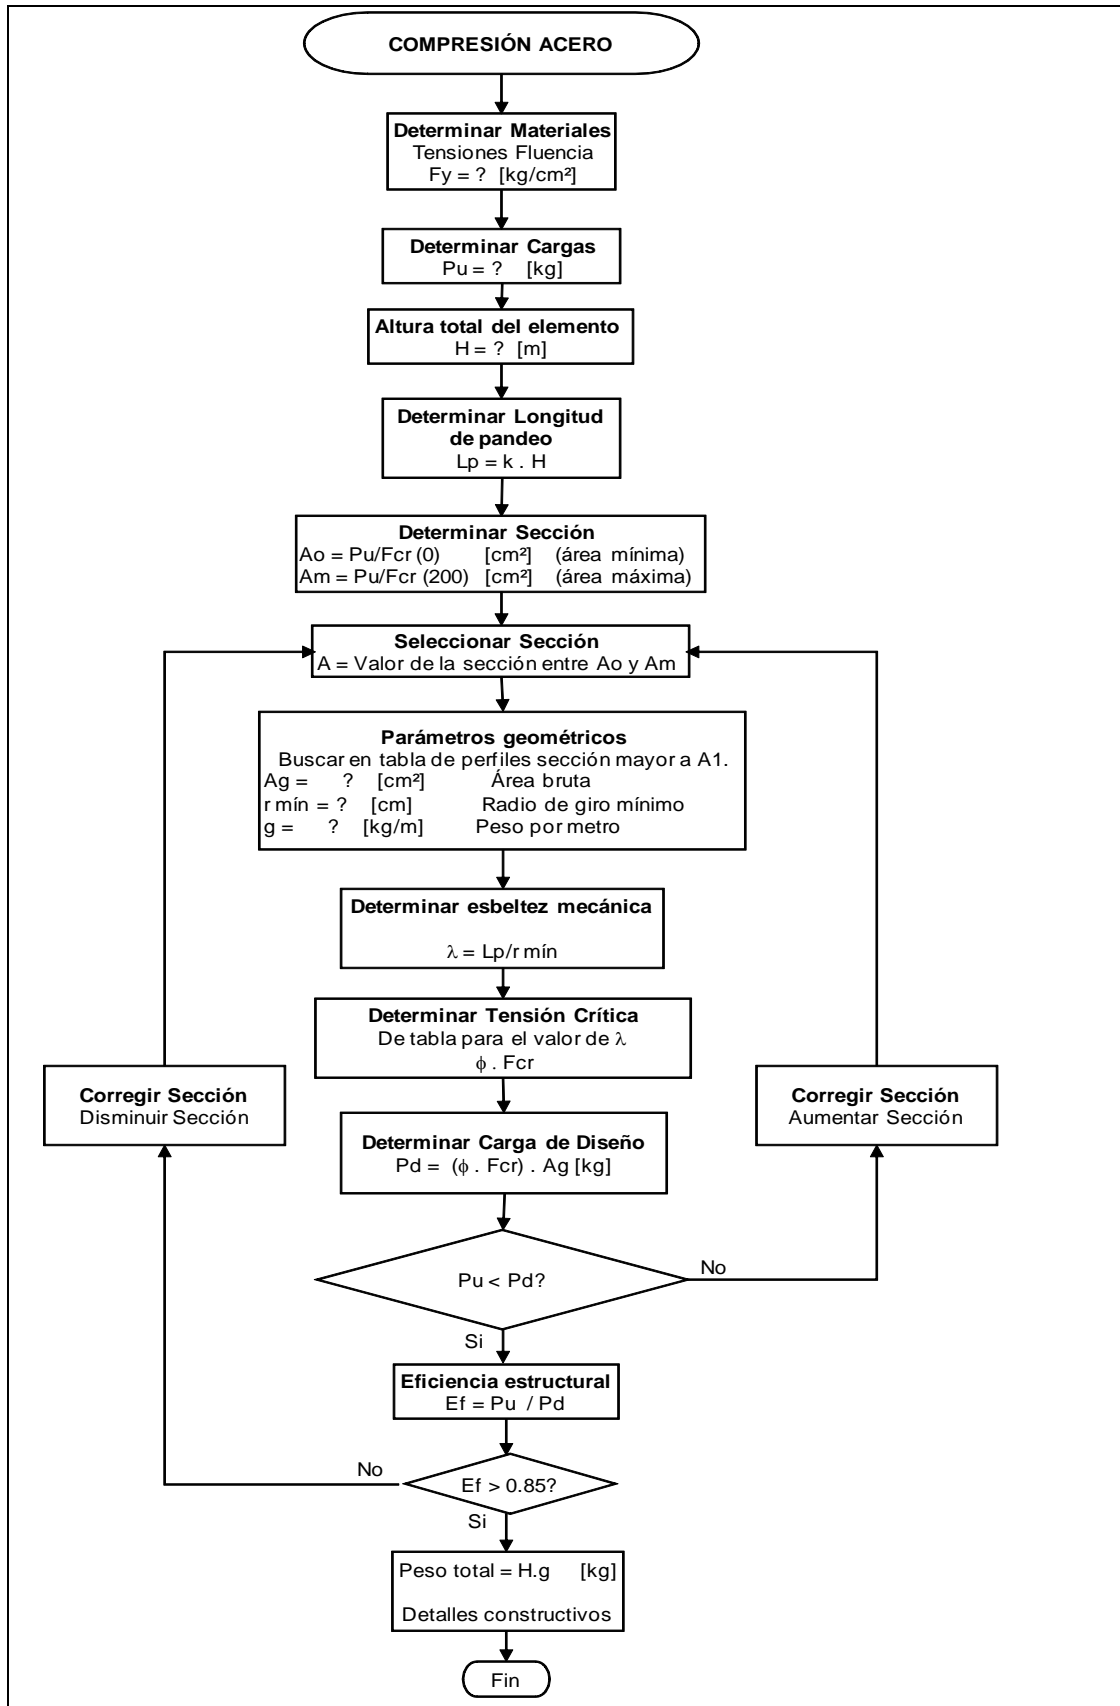 COMPRESIÓN ACERO
Determinar Materiales
Tensiones Fluencia
Fy = ? [kg/cm²]
Determinar Cargas
Pu = ? [kg]
Altura total del elemento
H = ? [m]
Determinar Longitud
de pandeo
Lp = k . H
Determinar Sección
Ao = Pu/Fcr (0) [cm²] (área mínima)
Am = Pu/Fcr (200) [cm²] (área máxima)
Seleccionar Sección
A = Valor de la sección entre Ao y Am
Parámetros geométricos
Buscar en tabla de perfiles sección mayor a A1.
Ag = ? [cm²] Área bruta
r mín = ? [cm] Radio de giro mínimo
g = ? [kg/m] Peso por metro
Determinar esbeltez mecánica
λ = Lp/r mín
Determinar Tensión Crítica
De tabla para el valor de λ
ϕ . Fcr
Corregir Sección
Disminuir Sección
Corregir Sección
Aumentar Sección
Determinar Carga de Diseño
Pd = (ϕ . Fcr) . Ag [kg]
Pu < Pd?
No
Si
Eficiencia estructural
Ef = Pu / Pd
No
Ef > 0.85?
Si
Peso total = H.g [kg]
Detalles constructivos
Fin